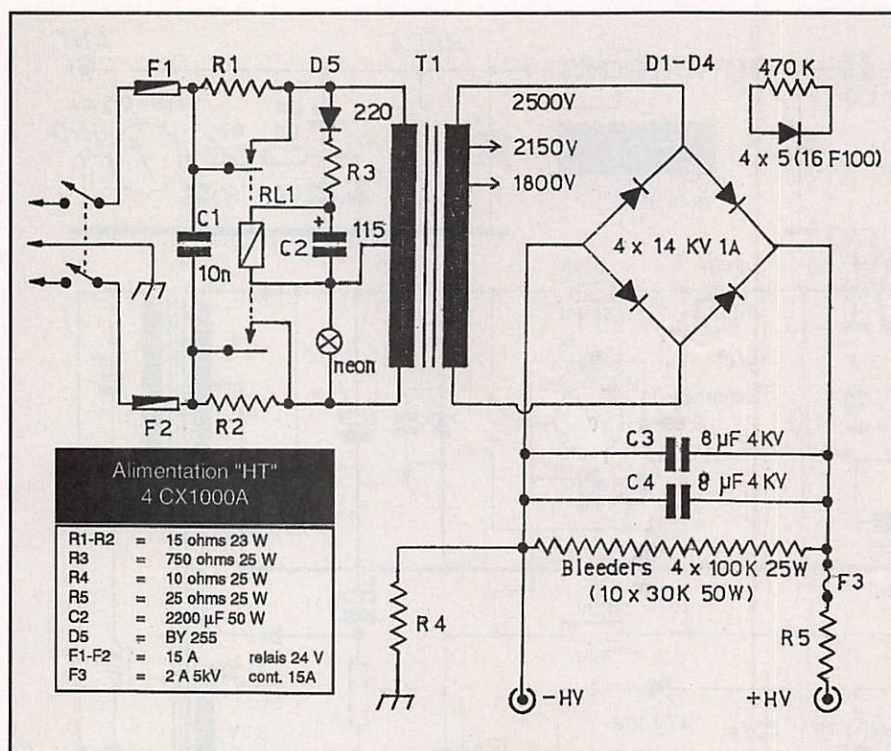 F1 R1 D5 T1 D1-D4
470 K
2500V
220
2150V
4 x 5 (16 F100)
1800V
R3
RL1
+
C1 C2 115
4 x 14 KV 1A
10n
neon
F2 R2
C3 8 µF 4KV
C4 8 µF 4KV
Alimentation "HT"
4 CX1000A
R1-R2 = 15 ohms 23 W
R3 = 750 ohms 25 W
R4 = 10 ohms 25 W
R5 = 25 ohms 25 W
C2 = 2200 µF 50 W
D5 = BY 255
F1-F2 = 15 A relais 24 V
F3 = 2 A 5kV cont. 15A
Bleeders 4 x 100K 25W
(10 x 30K 50W)
F3
R4
R5
-HV
+HV